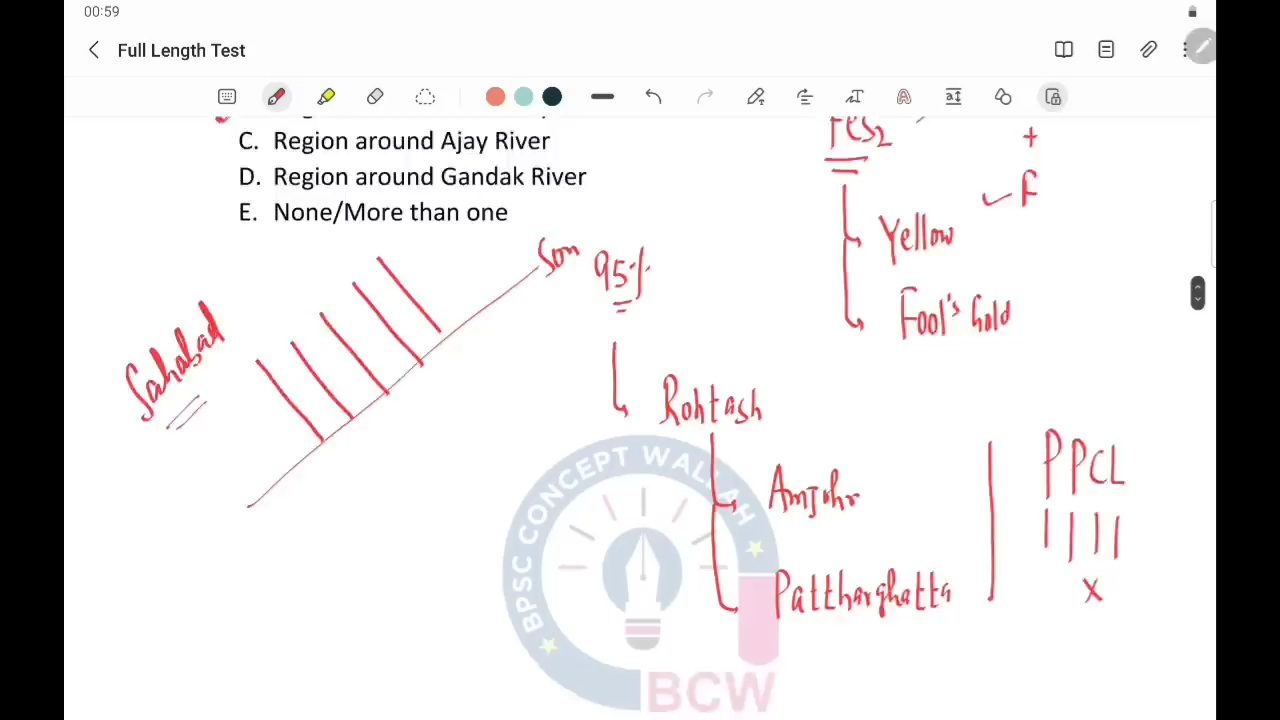 00:59
Full Length Test
C. Region around Ajay River
D. Region around Gandak River
E. None/More than one
FeS2
+
F
Yellow
Fool's Gold
Son
95%
Sahabad
Rohtash
Amjohr
Pattharghatta
PPCL
X
BPSC CONCEPT WALLAH
BCW